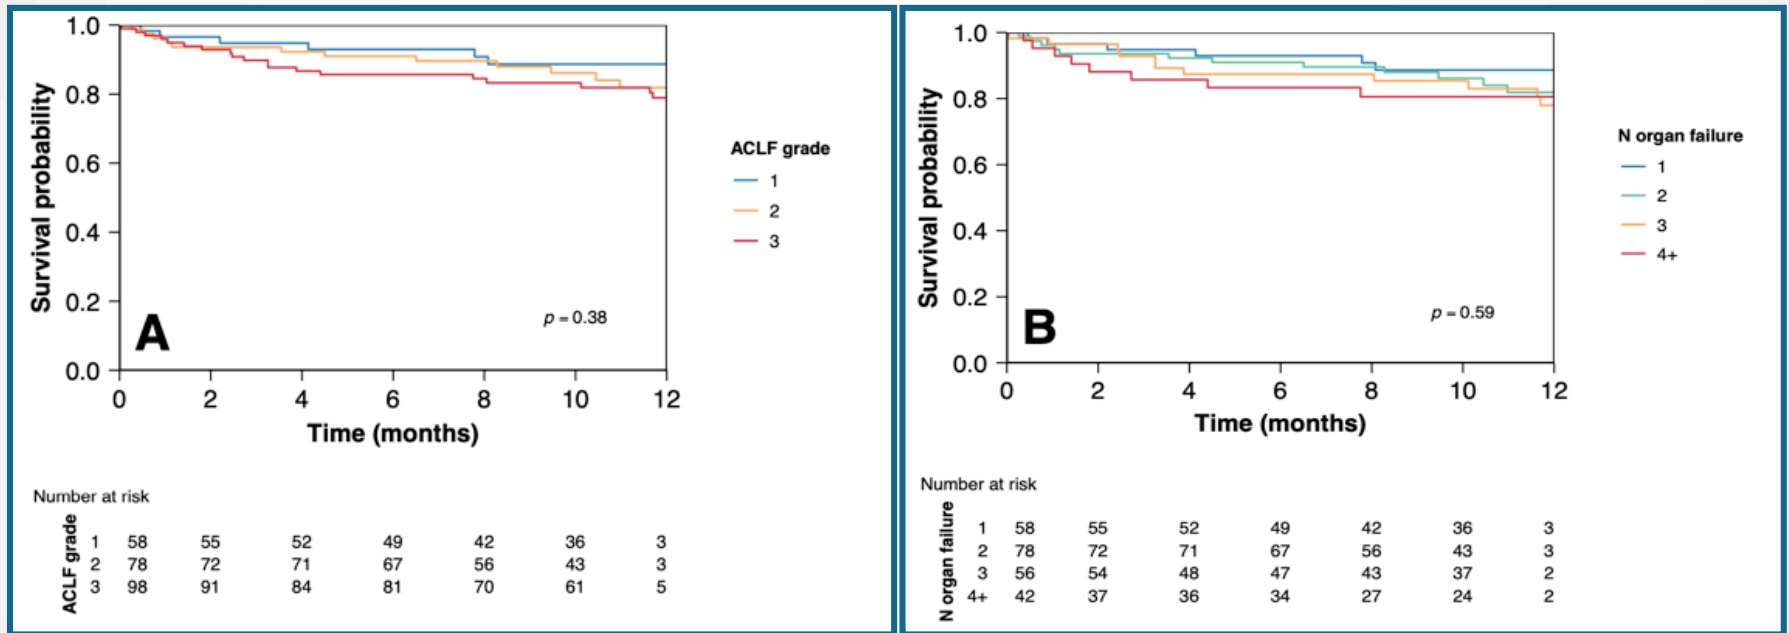 1.0
0.8
0.6
0.4
0.2
0.0
Survival probability
A
p = 0.38
0 2 4 6 8 10 12
Time (months)
ACLF grade
1
2
3
Number at risk
ACLF grade
1 58 55 52 49 42 36 3
2 78 72 71 67 56 43 3
3 98 91 84 81 70 61 5
1.0
0.8
0.6
0.4
0.2
0.0
Survival probability
B
p = 0.59
0 2 4 6 8 10 12
Time (months)
N organ failure
1
2
3
4+
Number at risk
N organ failure
1 58 55 52 49 42 36 3
2 78 72 71 67 56 43 3
3 56 54 48 47 43 37 2
4+ 42 37 36 34 27 24 2